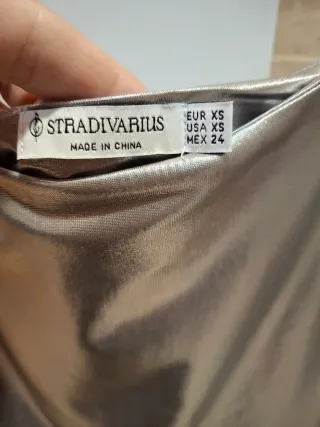 STRADIVARIUS
MADE IN CHINA
EUR XS
USA XS
MEX 24